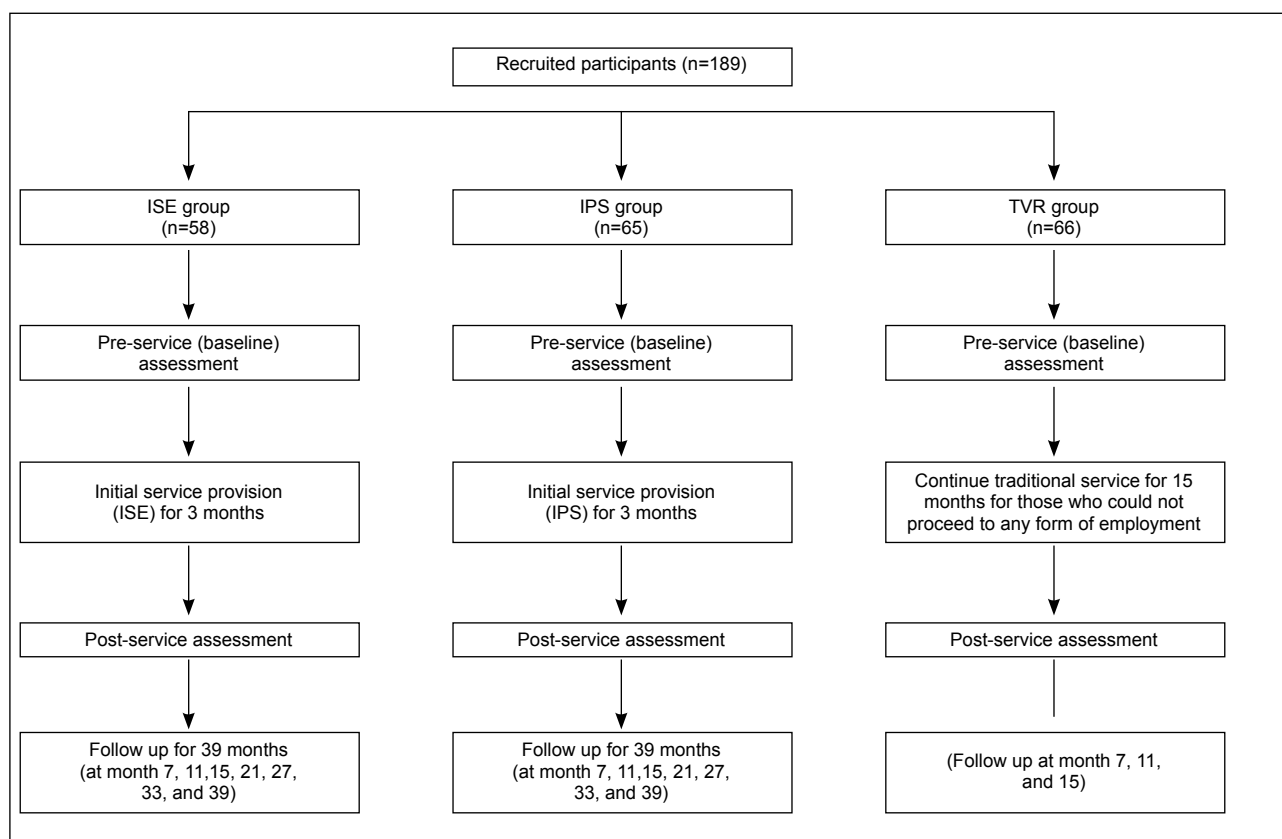 Recruited participants (n=189)
ISE group
(n=58)
IPS group
(n=65)
TVR group
(n=66)
Pre-service (baseline)
assessment
Pre-service (baseline)
assessment
Pre-service (baseline)
assessment
Initial service provision
(ISE) for 3 months
Initial service provision
(IPS) for 3 months
Continue traditional service for 15
months for those who could not
proceed to any form of employment
Post-service assessment
Post-service assessment
Post-service assessment
Follow up for 39 months
(at month 7, 11,15, 21, 27,
33, and 39)
Follow up for 39 months
(at month 7, 11,15, 21, 27,
33, and 39)
(Follow up at month 7, 11,
and 15)